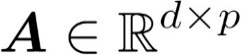 𝑨 ∈ ℝ^{d×p}